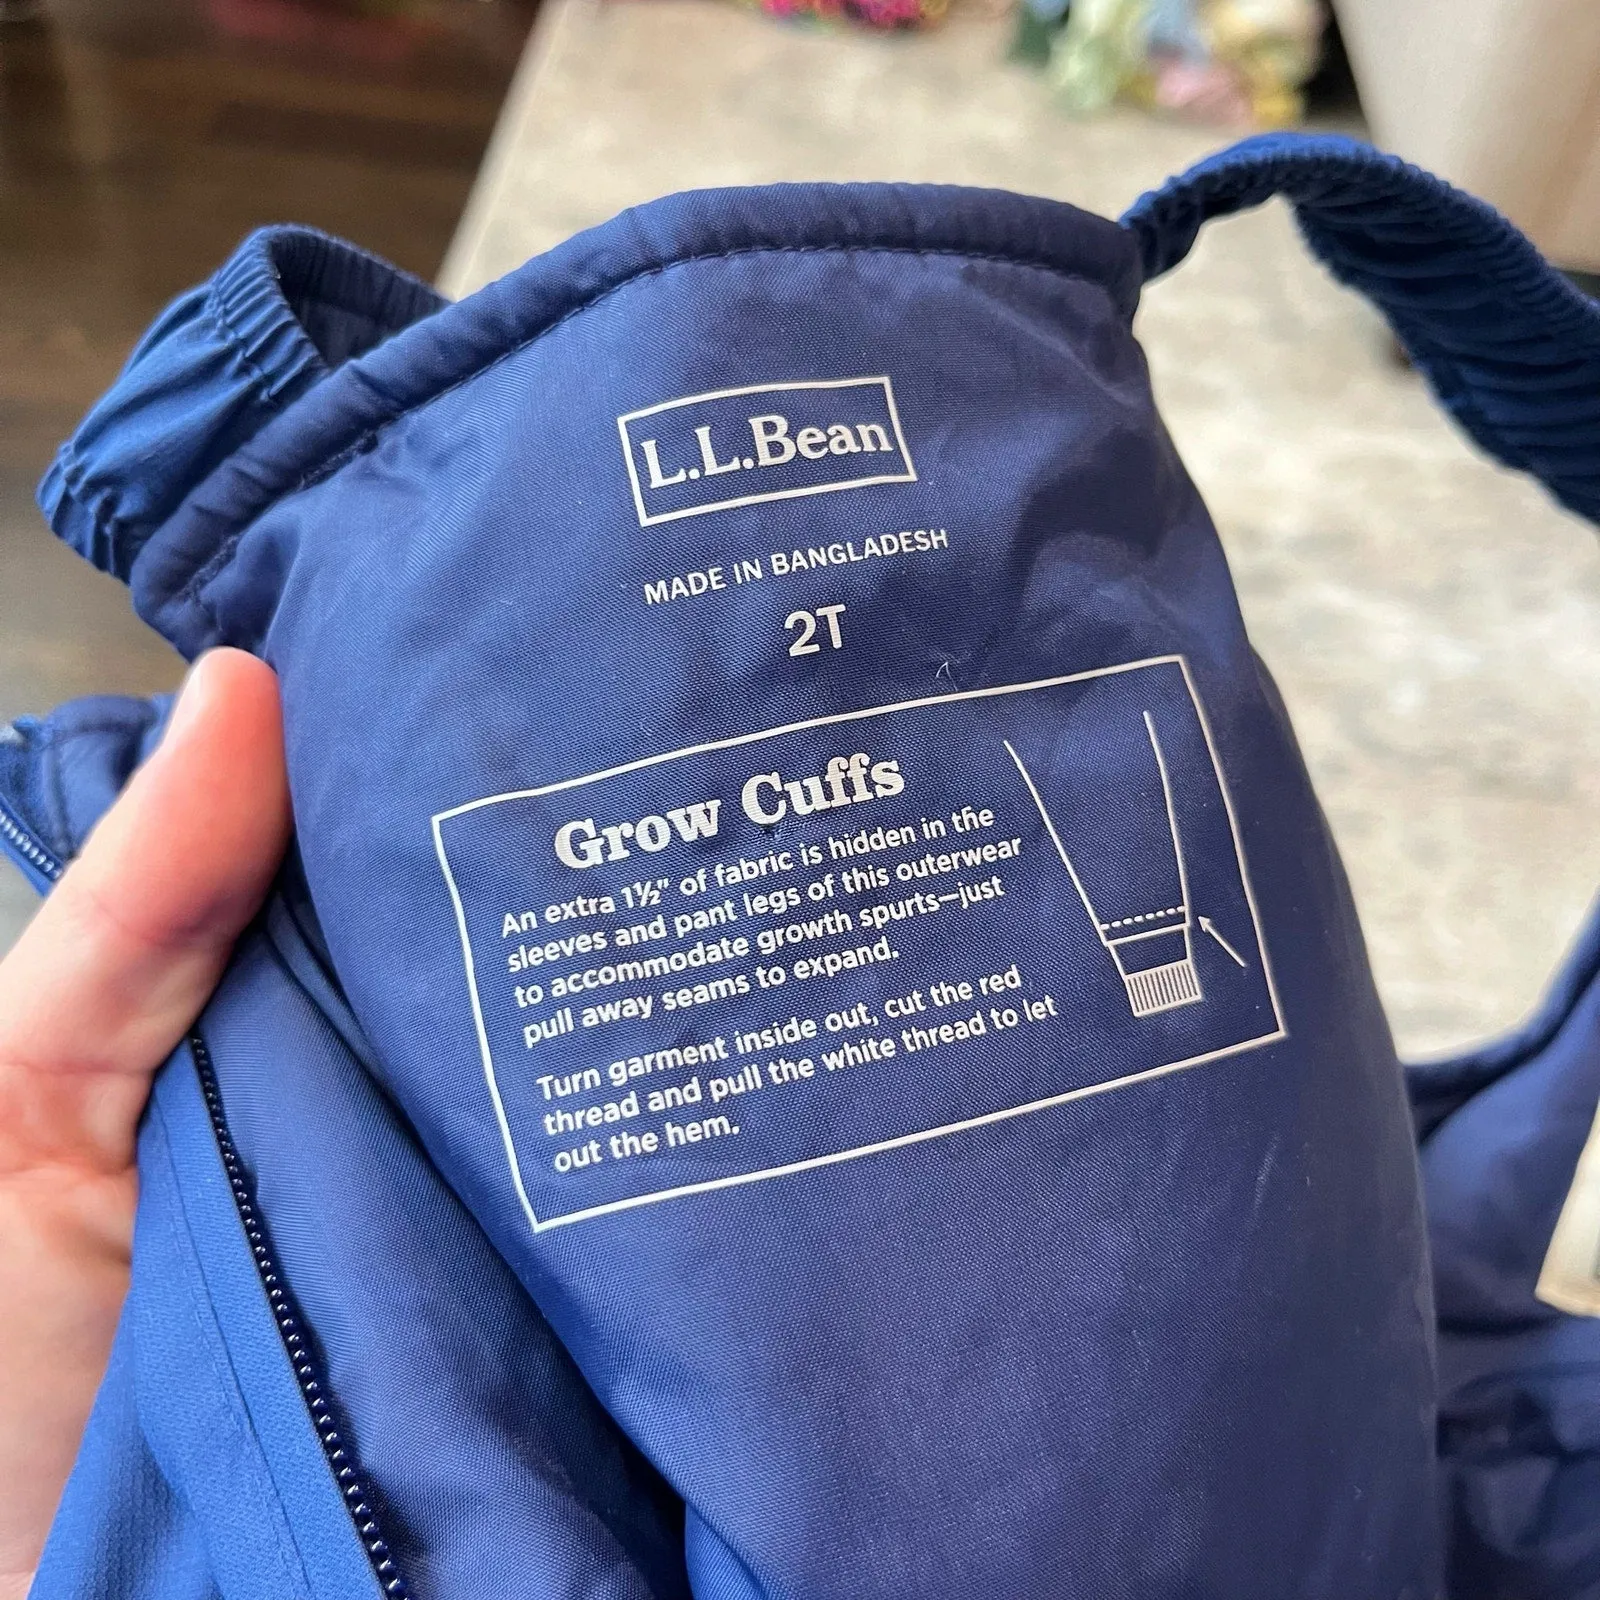 L.L.Bean
MADE IN BANGLADESH
2T
Grow Cuffs
An extra 1½" of fabric is hidden in the
sleeves and pant legs of this outerwear
to accommodate growth spurts—just
pull away seams to expand.
Turn garment inside out, cut the red
thread and pull the white thread to let
out the hem.